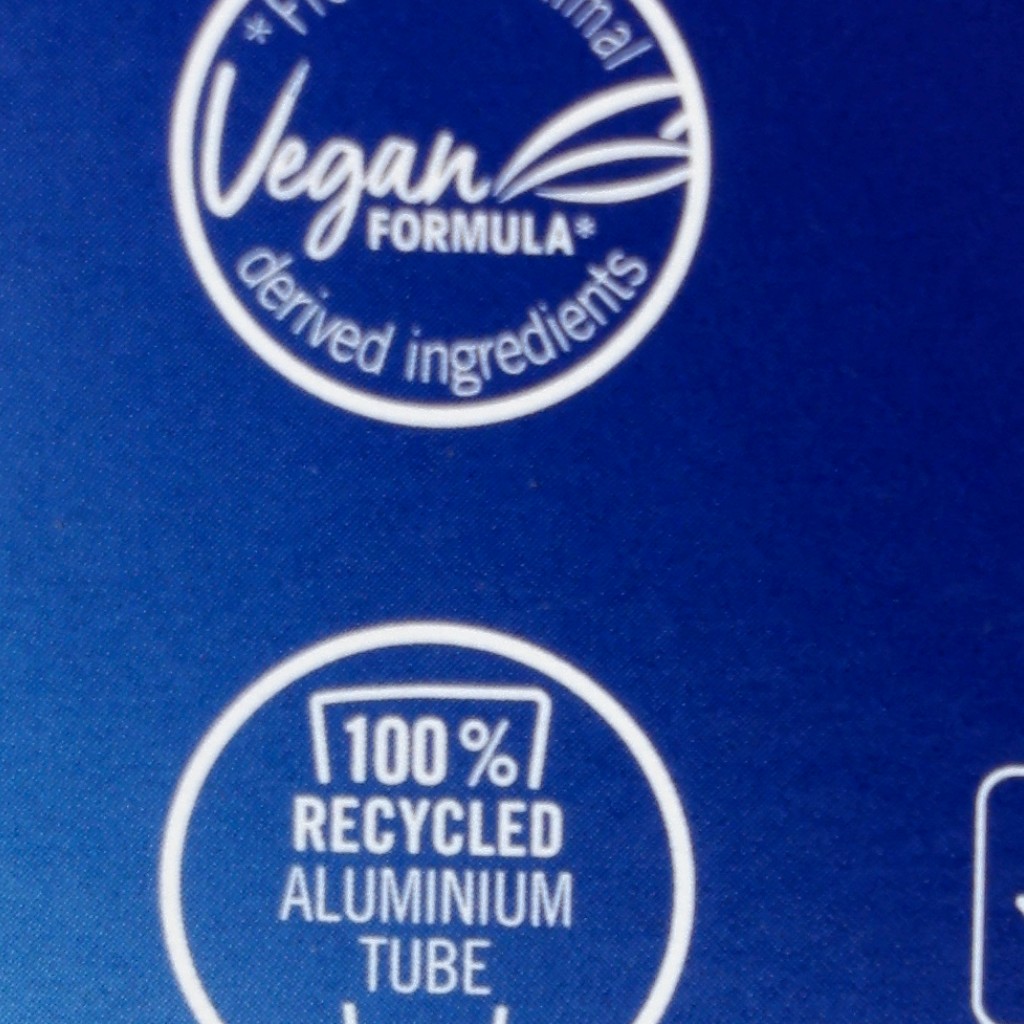 Vegan
FORMULA*
derived ingredients
100%
RECYCLED
ALUMINIUM
TUBE